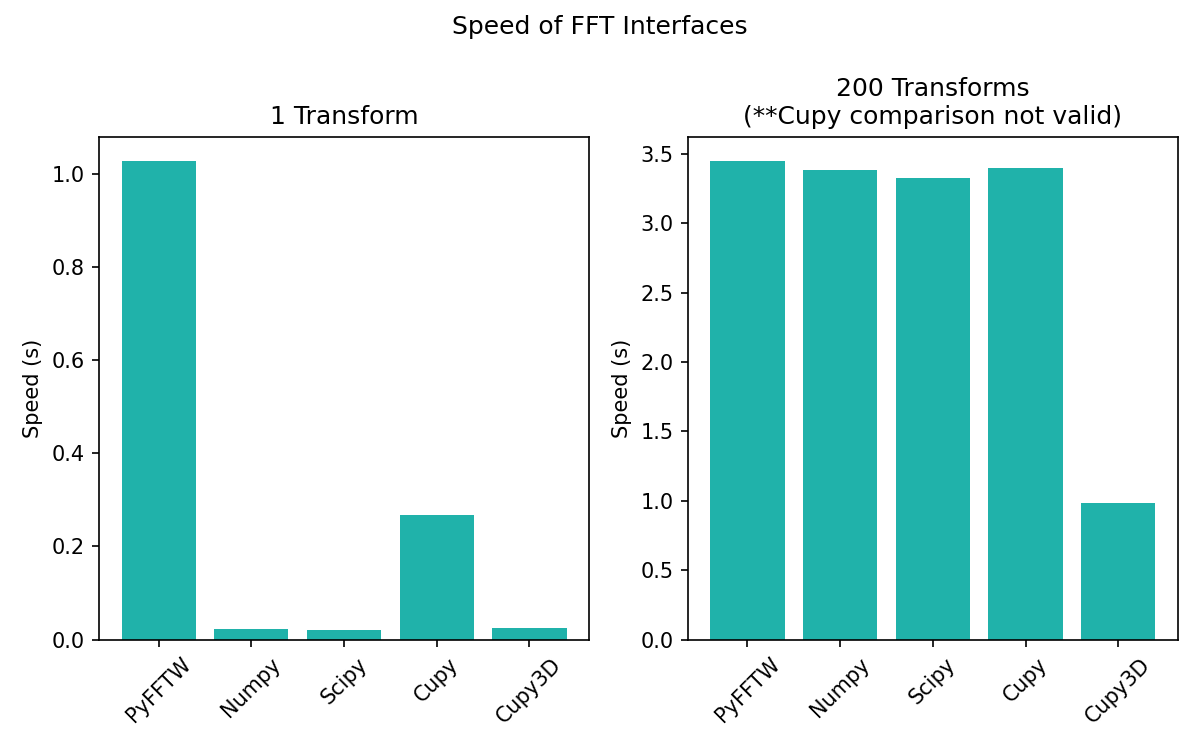 Speed of FFT Interfaces
1 Transform
Speed (s)
1.0
0.8
0.6
0.4
0.2
0.0
PyFFTW
Numpy
Scipy
Cupy
Cupy3D
200 Transforms
(**Cupy comparison not valid)
Speed (s)
3.5
3.0
2.5
2.0
1.5
1.0
0.5
0.0
PyFFTW
Numpy
Scipy
Cupy
Cupy3D